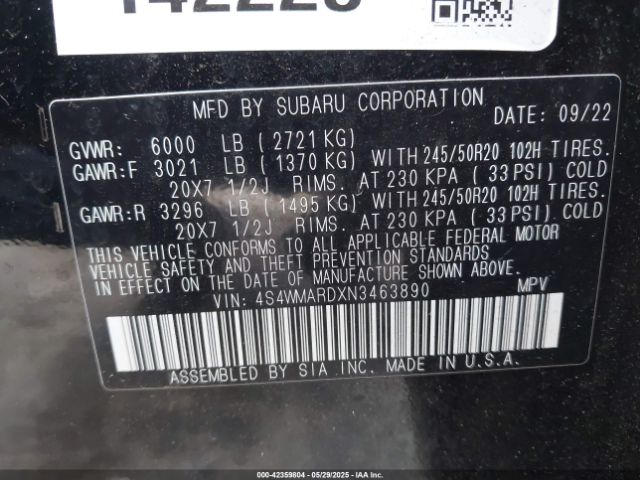 MFD BY SUBARU CORPORATION DATE: 09/22
GVWR: 6000 LB (2721 KG)
GAWR:F 3021 LB (1370 KG) WITH 245/50R20 102H TIRES.
20X7 1/2J RIMS. AT 230 KPA (33 PSI) COLD
GAWR:R 3296 LB (1495 KG) WITH 245/50R20 102H TIRES.
20X7 1/2J RIMS. AT 230 KPA (33 PSI) COLD
THIS VEHICLE CONFORMS TO ALL APPLICABLE FEDERAL MOTOR
VEHICLE SAFETY AND THEFT PREVENTION STANDARDS IN EFFECT
ON THE DATE OF MANUFACTURE SHOWN ABOVE.
VIN: 4S4WMARDXN3463890 MPV
ASSEMBLED BY SIA INC. MADE IN U.S.A.
000-42359804 - 05/29/2025 - IAAI.COM